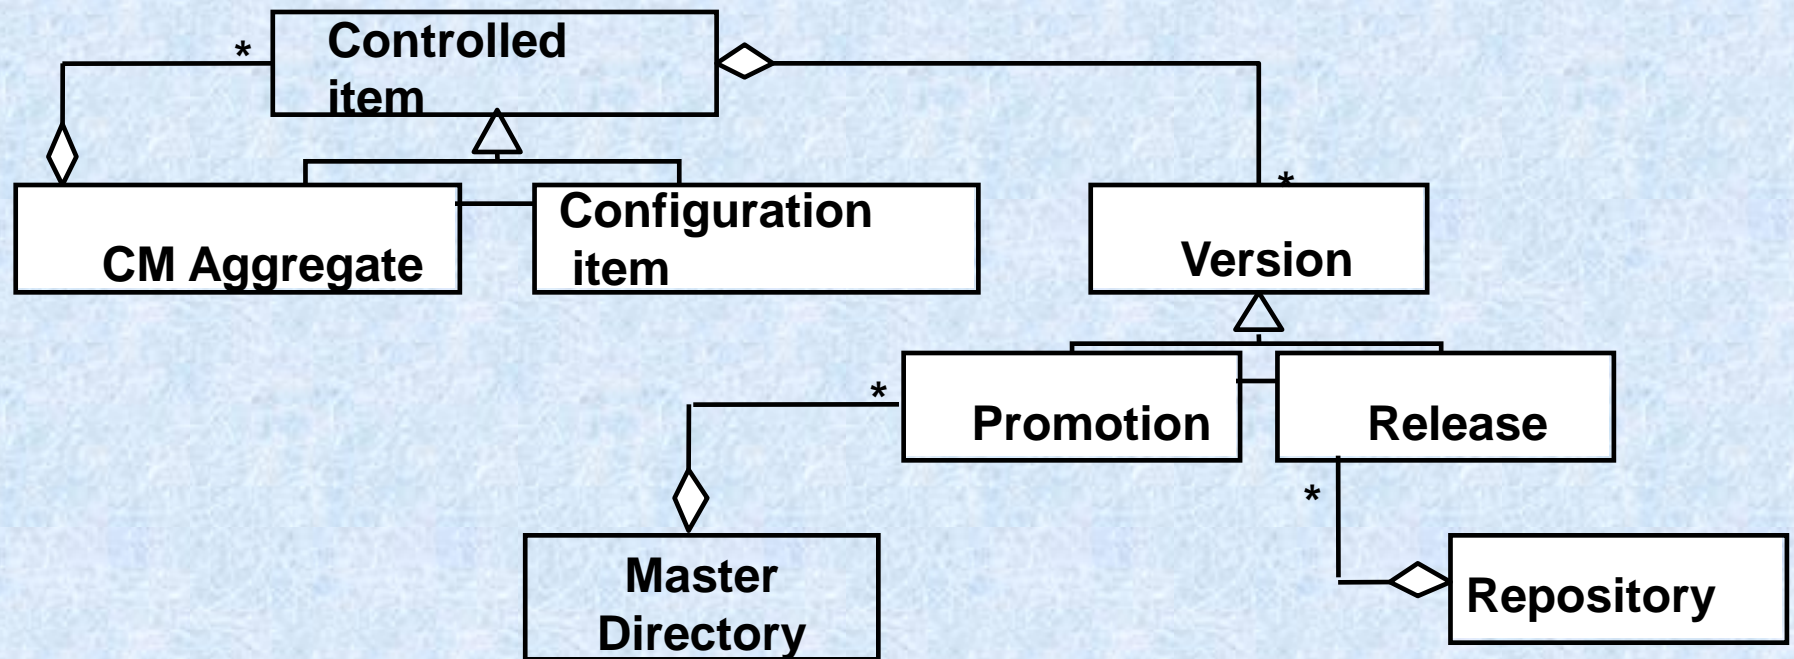 *
Controlled
item
*
CM Aggregate
Configuration
item
Version
*
Promotion
Release
*
Master
Directory
Repository